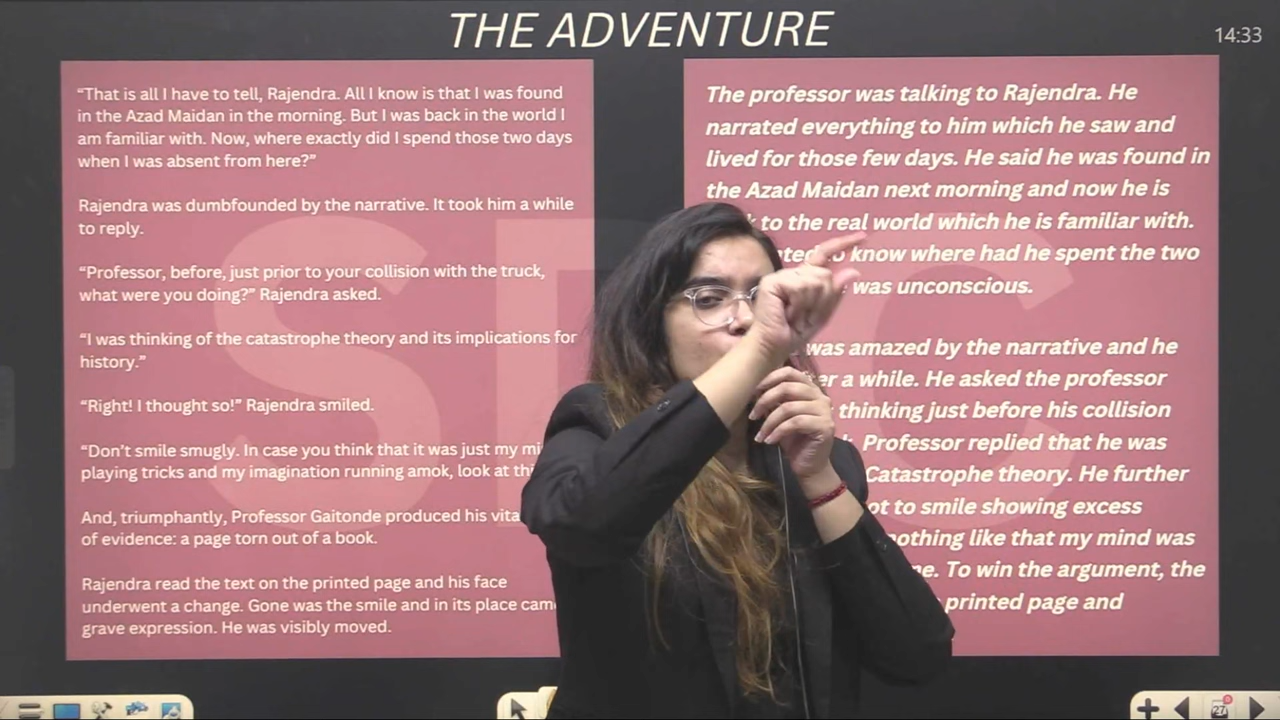 THE ADVENTURE
14:33
“That is all I have to tell, Rajendra. All I know is that I was found
in the Azad Maidan in the morning. But I was back in the world I
am familiar with. Now, where exactly did I spend those two days
when I was absent from here?”
Rajendra was dumbfounded by the narrative. It took him a while
to reply.
“Professor, before, just prior to your collision with the truck,
what were you doing?” Rajendra asked.
“I was thinking of the catastrophe theory and its implications for
history.”
“Right! I thought so!” Rajendra smiled.
“Don’t smile smugly. In case you think that it was just my
playing tricks and my imagination running amok, look at
And, triumphantly, Professor Gaitonde produced his
of evidence: a page torn out of a book.
Rajendra read the text on the printed page and his face
underwent a change. Gone was the smile and in its place
grave expression. He was visibly moved.
The professor was talking to Rajendra. He
narrated everything to him which he saw and
lived for those few days. He said he was found in
the Azad Maidan next morning and now he is
to the real world which he is familiar with.
know where had he spent the two
was unconscious.
was amazed by the narrative and he
a while. He asked the professor
thinking just before his collision
Professor replied that he was
Catastrophe theory. He further
to smile showing excess
nothing like that my mind was
To win the argument, the
printed page and
SDC
27